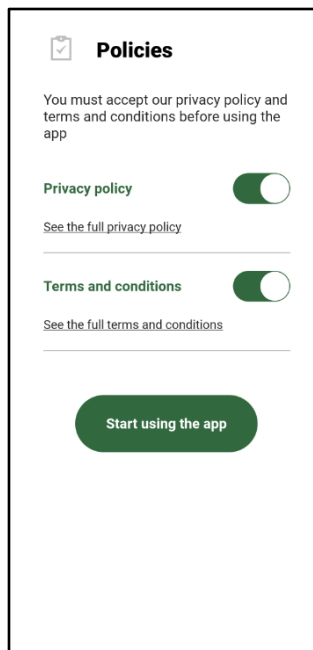 Policies
You must accept our privacy policy and
terms and conditions before using the
app
Privacy policy
See the full privacy policy
Terms and conditions
See the full terms and conditions
Start using the app